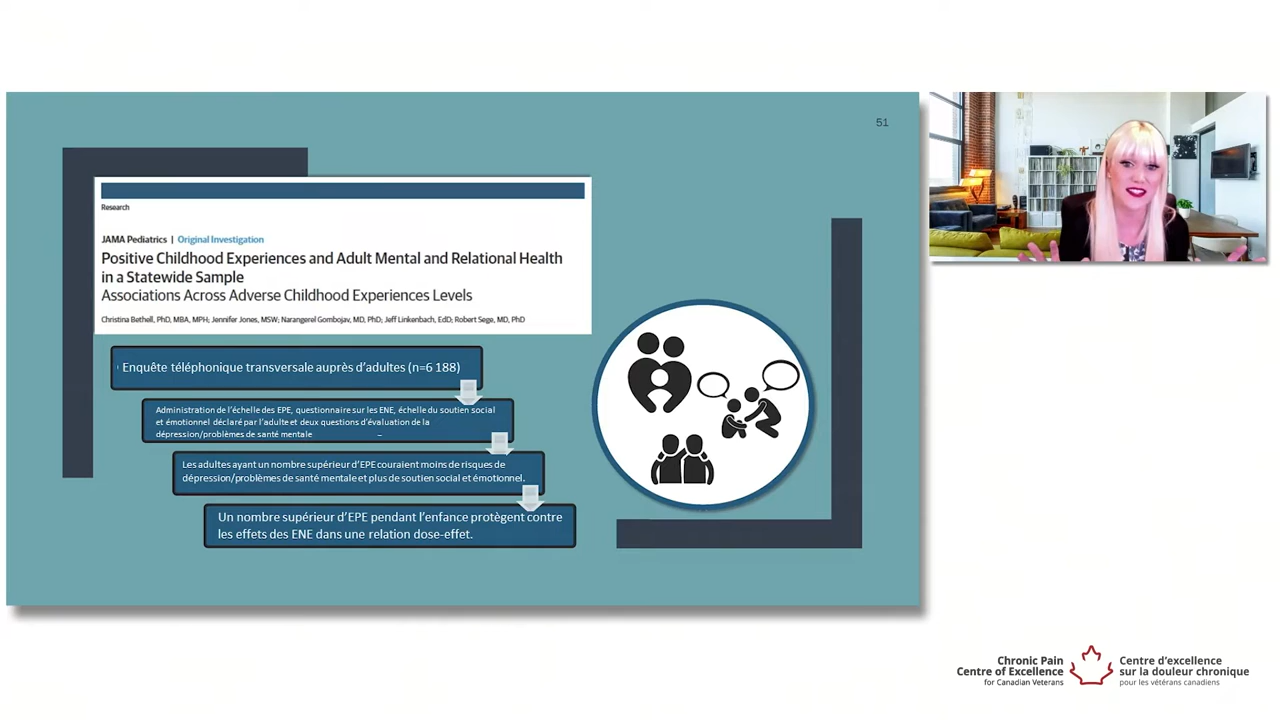 51
Research
JAMA Pediatrics | Original Investigation
Positive Childhood Experiences and Adult Mental and Relational Health
in a Statewide Sample
Associations Across Adverse Childhood Experiences Levels
Christina Bethell, PhD, MBA, MPH; Jennifer Jones, MSW; Narangerel Gombojav, MD, PhD; Jeff Linkenbach, EdD; Robert Sege, MD, PhD
Enquête téléphonique transversale auprès d'adultes (n=6 188)
Administration de l'échelle des EPE, questionnaire sur les ENE, échelle du soutien social
et émotionnel déclaré par l'adulte et deux questions d'évaluation de la
dépression/problèmes de santé mentale –
Les adultes ayant un nombre supérieur d'EPE couraient moins de risques de
dépression/problèmes de santé mentale et plus de soutien social et émotionnel.
Un nombre supérieur d'EPE pendant l'enfance protègent contre
les effets des ENE dans une relation dose-effet.
Chronic Pain
Centre of Excellence
for Canadian Veterans
Centre d'excellence
sur la douleur chronique
pour les vétérans canadiens